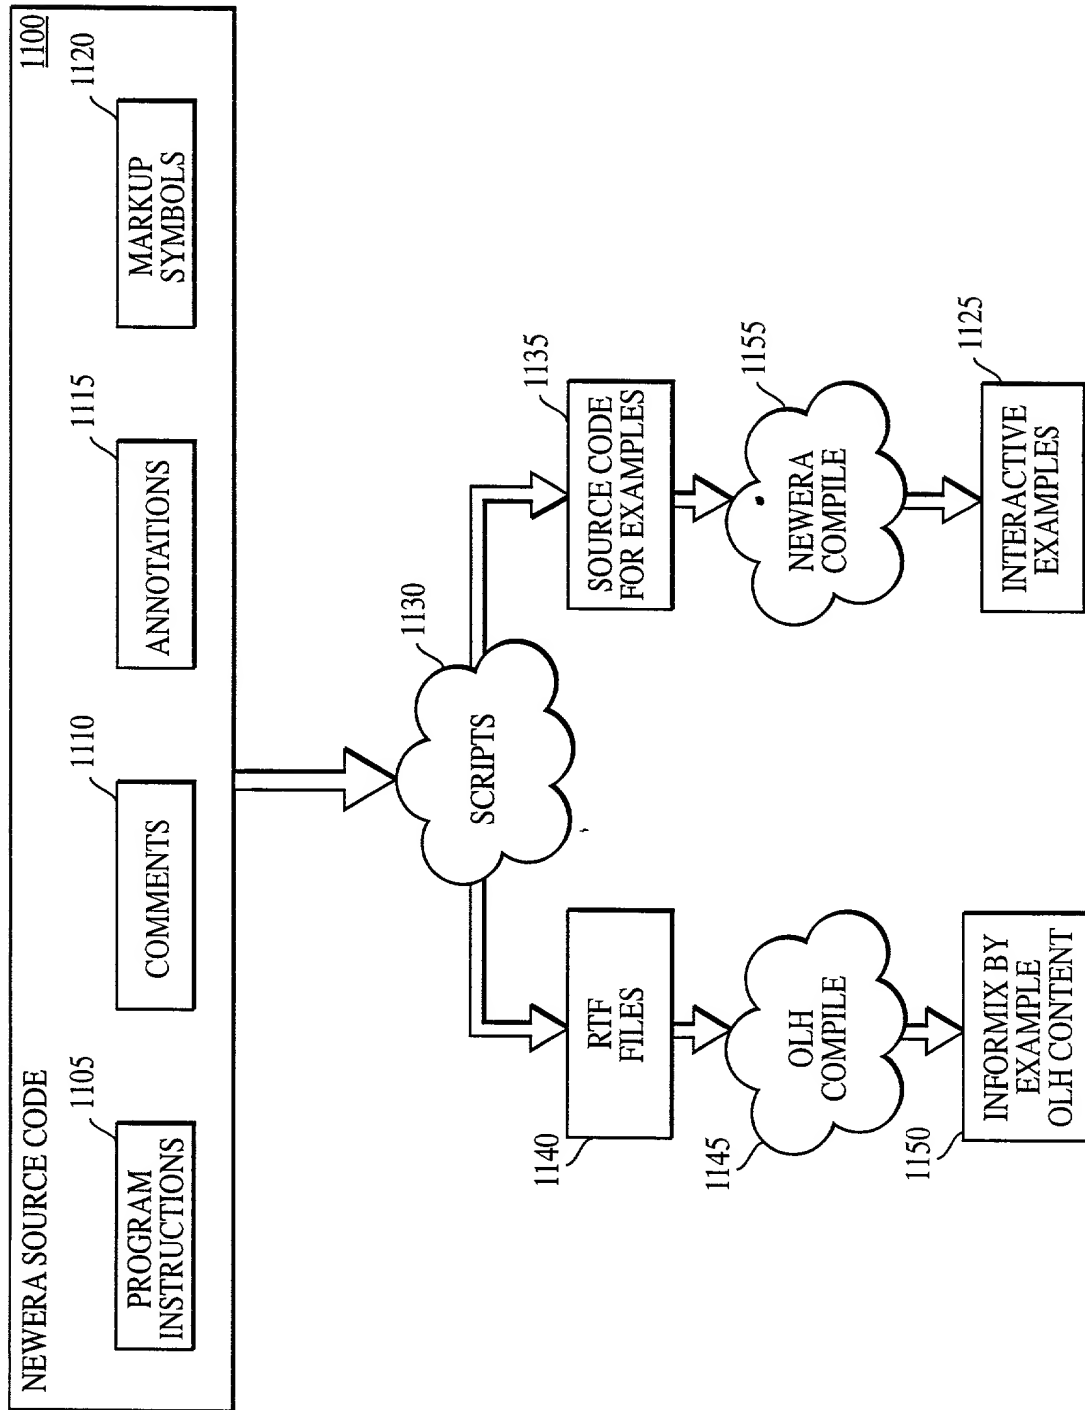 NEWERA SOURCE CODE
1100
1105
PROGRAM
INSTRUCTIONS
1110
COMMENTS
1115
ANNOTATIONS
1120
MARKUP
SYMBOLS
1130
SCRIPTS
RTF
FILES
1140
1135
SOURCE CODE
FOR EXAMPLES
OLH
COMPILE
1145
1155
NEWERA
COMPILE
INFORMIX BY
EXAMPLE
OLH CONTENT
1150
1125
INTERACTIVE
EXAMPLES